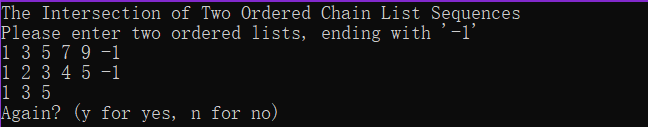 The Intersection of Two Ordered Chain List Sequences
Please enter two ordered lists, ending with '-1'
1 3 5 7 9 -1
1 2 3 4 5 -1
1 3 5
Again? (y for yes, n for no)